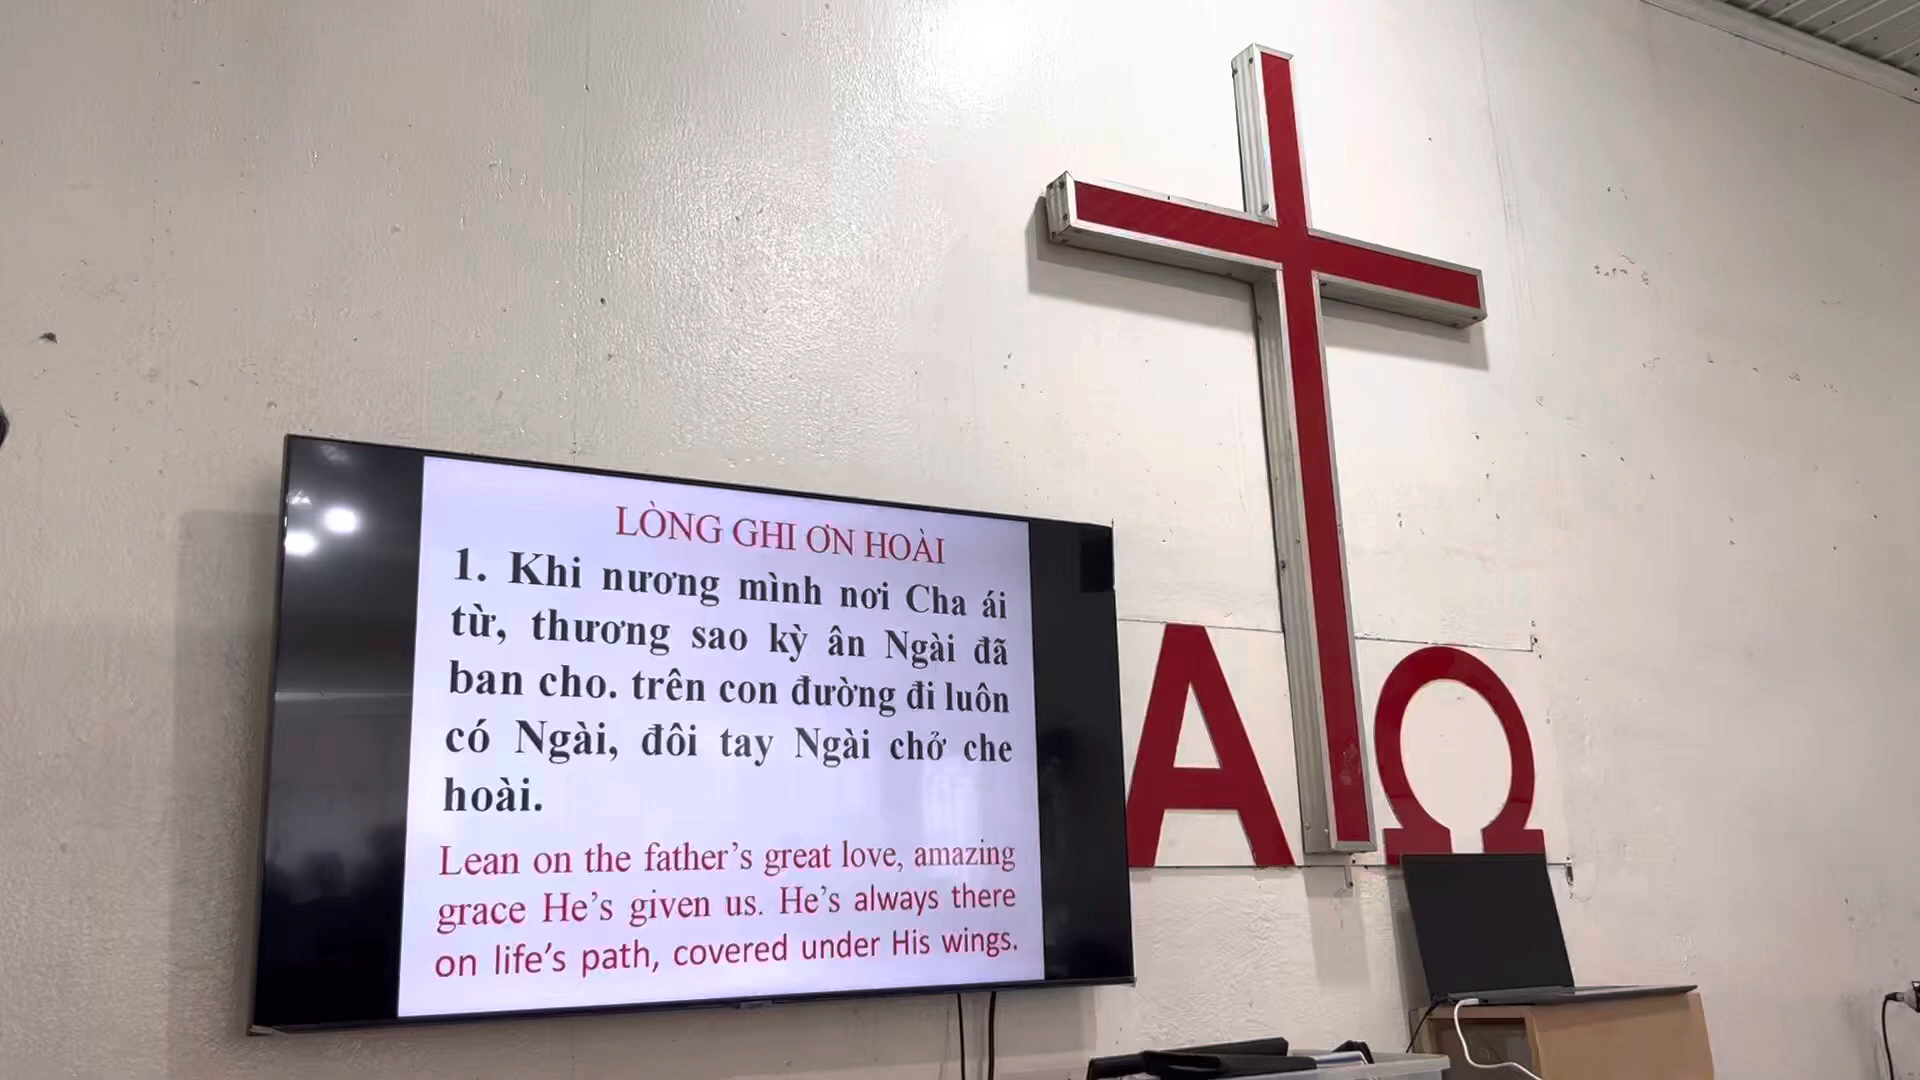 LÒNG GHI ƠN HOÀI
1. Khi nương mình nơi Cha ái
từ, thương sao kỳ ân Ngài đã
ban cho. trên con đường đi luôn
có Ngài, đôi tay Ngài chở che
hoài.
Lean on the father’s great love, amazing
grace He’s given us. He’s always there
on life’s path, covered under His wings.
Α Ω